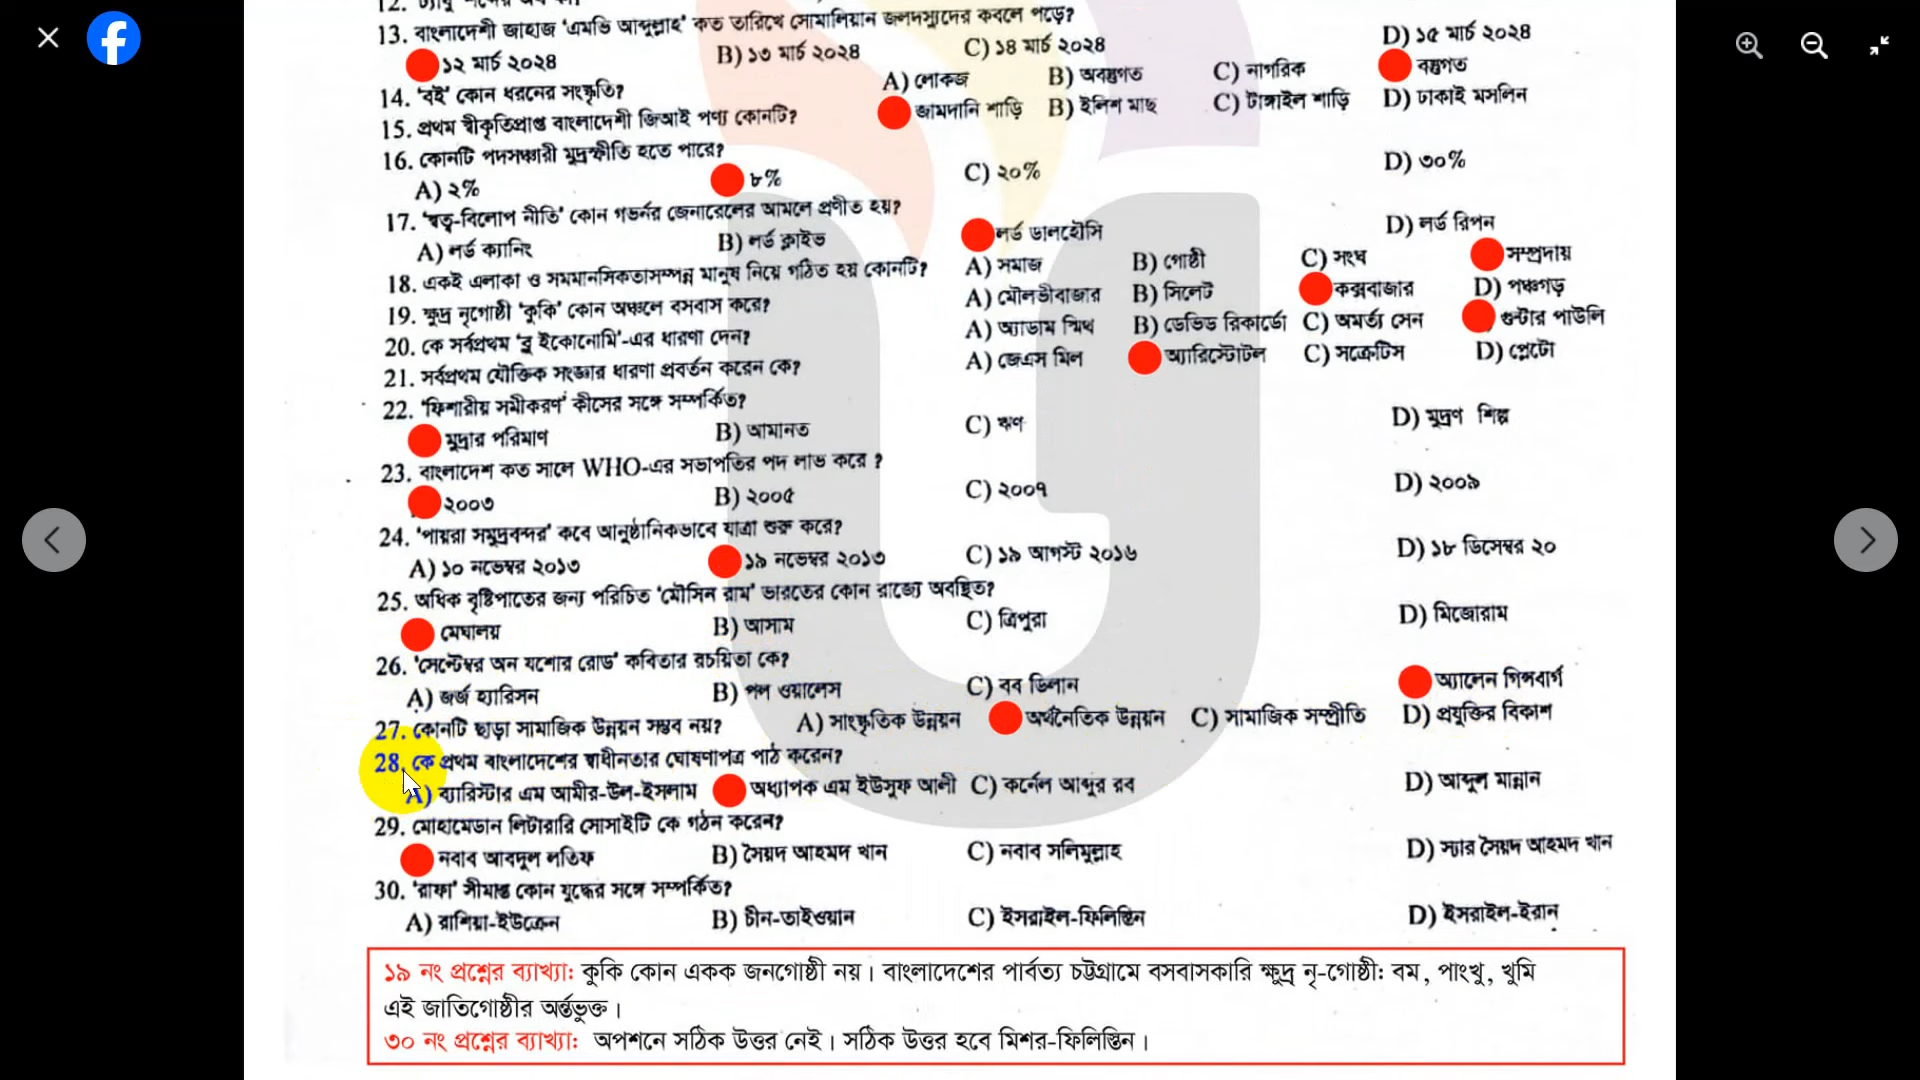 13. বাংলাদেশী জাহাজ 'এমভি আব্দুল্লাহ' কত তারিখে সোমালিয়ান জলদস্যুদের কবলে পড়ে?
১২ মার্চ ২০২৪ B) ১৩ মার্চ ২০২৪ C) ১৪ মার্চ ২০২৪ D) ১৫ মার্চ ২০২৪
14. 'বই' কোন ধরনের সংস্কৃতি? A) লোকজ B) অবস্তুগত C) নাগরিক বস্তুগত
15. প্রথম স্বীকৃতিপ্রাপ্ত বাংলাদেশী জিআই পণ্য কোনটি? জামদানি শাড়ি B) ইলিশ মাছ C) টাঙ্গাইল শাড়ি D) ঢাকাই মসলিন
16. কোনটি পদসঞ্চারী মুদ্রস্ফীতি হতে পারে?
A) ২% ৮% C) ২০% D) ৩০%
17. 'স্বত্ব-বিলোপ নীতি' কোন গভর্নর জেনারেলের আমলে প্রণীত হয়?
A) লর্ড ক্যানিং B) লর্ড ক্লাইভ লর্ড ডালহৌসি D) লর্ড রিপন
18. একই এলাকা ও সমমানসিকতাসম্পন্ন মানুষ নিয়ে গঠিত হয় কোনটি? A) সমাজ B) গোষ্ঠী C) সংঘ সম্প্রদায়
19. ক্ষুদ্র নৃগোষ্ঠী 'কুকি' কোন অঞ্চলে বসবাস করে? A) মৌলভীবাজার B) সিলেট কক্সবাজার D) পঞ্চগড়
20. কে সর্বপ্রথম 'ব্লু ইকোনোমি'-এর ধারণা দেন? A) অ্যাডাম স্মিথ B) ডেভিড রিকার্ডো C) অমর্ত্য সেন গুন্টার পাউলি
21. সর্বপ্রথম যৌক্তিক সংজ্ঞার ধারণা প্রবর্তন করেন কে? A) জেএস মিল অ্যারিস্টোটল C) সক্রেটিস D) প্লেটো
22. 'ফিশারীয় সমীকরণ' কীসের সঙ্গে সম্পর্কিত?
মুদ্রার পরিমাণ B) আমানত C) ঋণ D) মুদ্রণ শিল্প
23. বাংলাদেশ কত সালে WHO-এর সভাপতির পদ লাভ করে ?
২০০৩ B) ২০০৫ C) ২০০৭ D) ২০০৯
24. 'পায়রা সমুদ্রবন্দর' কবে আনুষ্ঠানিকভাবে যাত্রা শুরু করে?
A) ১০ নভেম্বর ২০১৩ ১৯ নভেম্বর ২০১৩ C) ১৯ আগস্ট ২০১৬ D) ১৮ ডিসেম্বর ২০
25. অধিক বৃষ্টিপাতের জন্য পরিচিত 'মৌসিন রাম' ভারতের কোন রাজ্যে অবস্থিত?
মেঘালয় B) আসাম C) ত্রিপুরা D) মিজোরাম
26. 'সেপ্টেম্বর অন যশোর রোড' কবিতার রচয়িতা কে?
A) জর্জ হ্যারিসন B) পল ওয়ালেস C) বব ডিলান অ্যালেন গিন্সবার্গ
27. কোনটি ছাড়া সামাজিক উন্নয়ন সম্ভব নয়? A) সাংস্কৃতিক উন্নয়ন অর্থনৈতিক উন্নয়ন C) সামাজিক সম্প্রীতি D) প্রযুক্তির বিকাশ
28. কে প্রথম বাংলাদেশের স্বাধীনতার ঘোষণাপত্র পাঠ করেন?
A) ব্যারিস্টার এম আমীর-উল-ইসলাম অধ্যাপক এম ইউসুফ আলী C) কর্নেল আব্দুর রব D) আব্দুল মান্নান
29. মোহামেডান লিটারারি সোসাইটি কে গঠন করেন?
নবাব আবদুল লতিফ B) সৈয়দ আহমদ খান C) নবাব সলিমুল্লাহ D) স্যার সৈয়দ আহমদ খান
30. 'রাফা' সীমান্ত কোন যুদ্ধের সঙ্গে সম্পর্কিত?
A) রাশিয়া-ইউক্রেন B) চীন-তাইওয়ান C) ইসরাইল-ফিলিস্তিন D) ইসরাইল-ইরান
১৯ নং প্রশ্নের ব্যাখ্যা: কুকি কোন একক জনগোষ্ঠী নয়। বাংলাদেশের পার্বত্য চট্টগ্রামে বসবাসকারি ক্ষুদ্র নৃ-গোষ্ঠী: বম, পাংখু, খুমি
এই জাতিগোষ্ঠীর অর্ন্তভুক্ত।
৩০ নং প্রশ্নের ব্যাখ্যা: অপশনে সঠিক উত্তর নেই। সঠিক উত্তর হবে মিশর-ফিলিস্তিন।